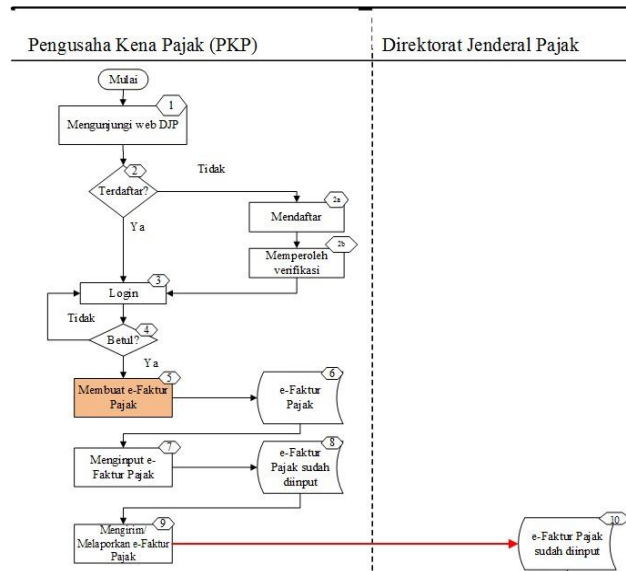 Pengusaha Kena Pajak (PKP)
Direktorat Jenderal Pajak
Mulai
1
Mengunjungi web DJP
2
Terdaftar?
Tidak
Ya
2a
Mendaftar
2b
Memperoleh
verifikasi
3
Login
Tidak
4
Betul?
Ya
5
Membuat e-Faktur
Pajak
6
e-Faktur
Pajak
7
Menginput e-
Faktur Pajak
8
e-Faktur
Pajak sudah
diinput
9
Mengirim/
Melaporkan e-Faktur
Pajak
10
e-Faktur Pajak
sudah diinput